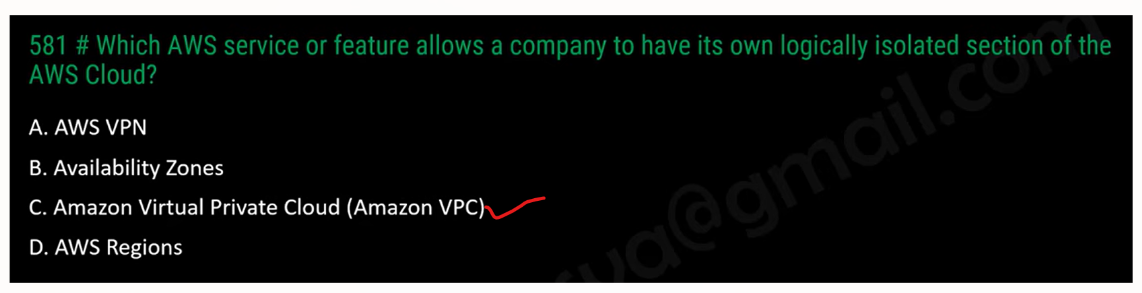 581 # Which AWS service or feature allows a company to have its own logically isolated section of the
AWS Cloud?
A. AWS VPN
B. Availability Zones
C. Amazon Virtual Private Cloud (Amazon VPC)
D. AWS Regions